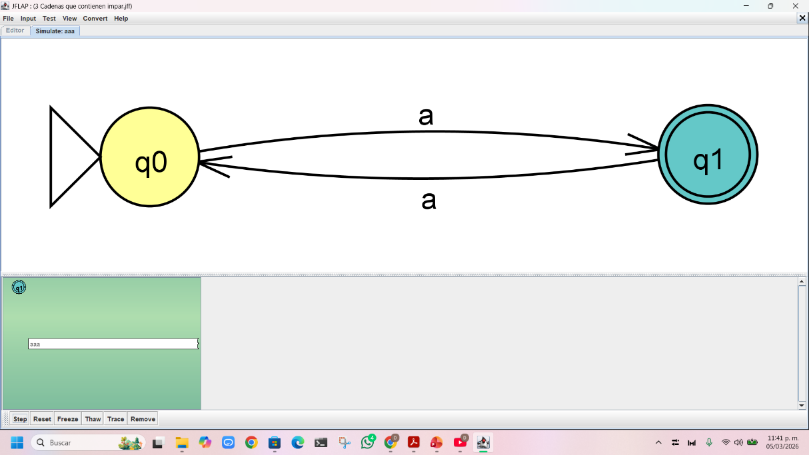 JFLAP : (3 Cadenas que contienen impar.jff)
File Input Test View Convert Help
Editor Simulate: aaa
a
q0
q1
a
q1
aaa
Step Reset Freeze Thaw Trace Remove
Buscar
11:41 p. m.
05/03/2026